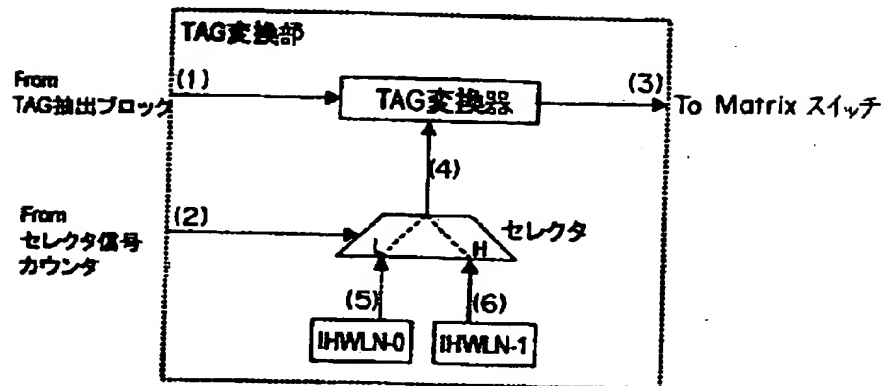 TAG変換部
From
TAG抽出ブロック
(1)
TAG変換器
(3)
To Matrix スイッチ
(4)
From
セレクタ信号
カウンタ
(2)
セレクタ
L
H
(5)
(6)
IHWLN-0
IHWLN-1